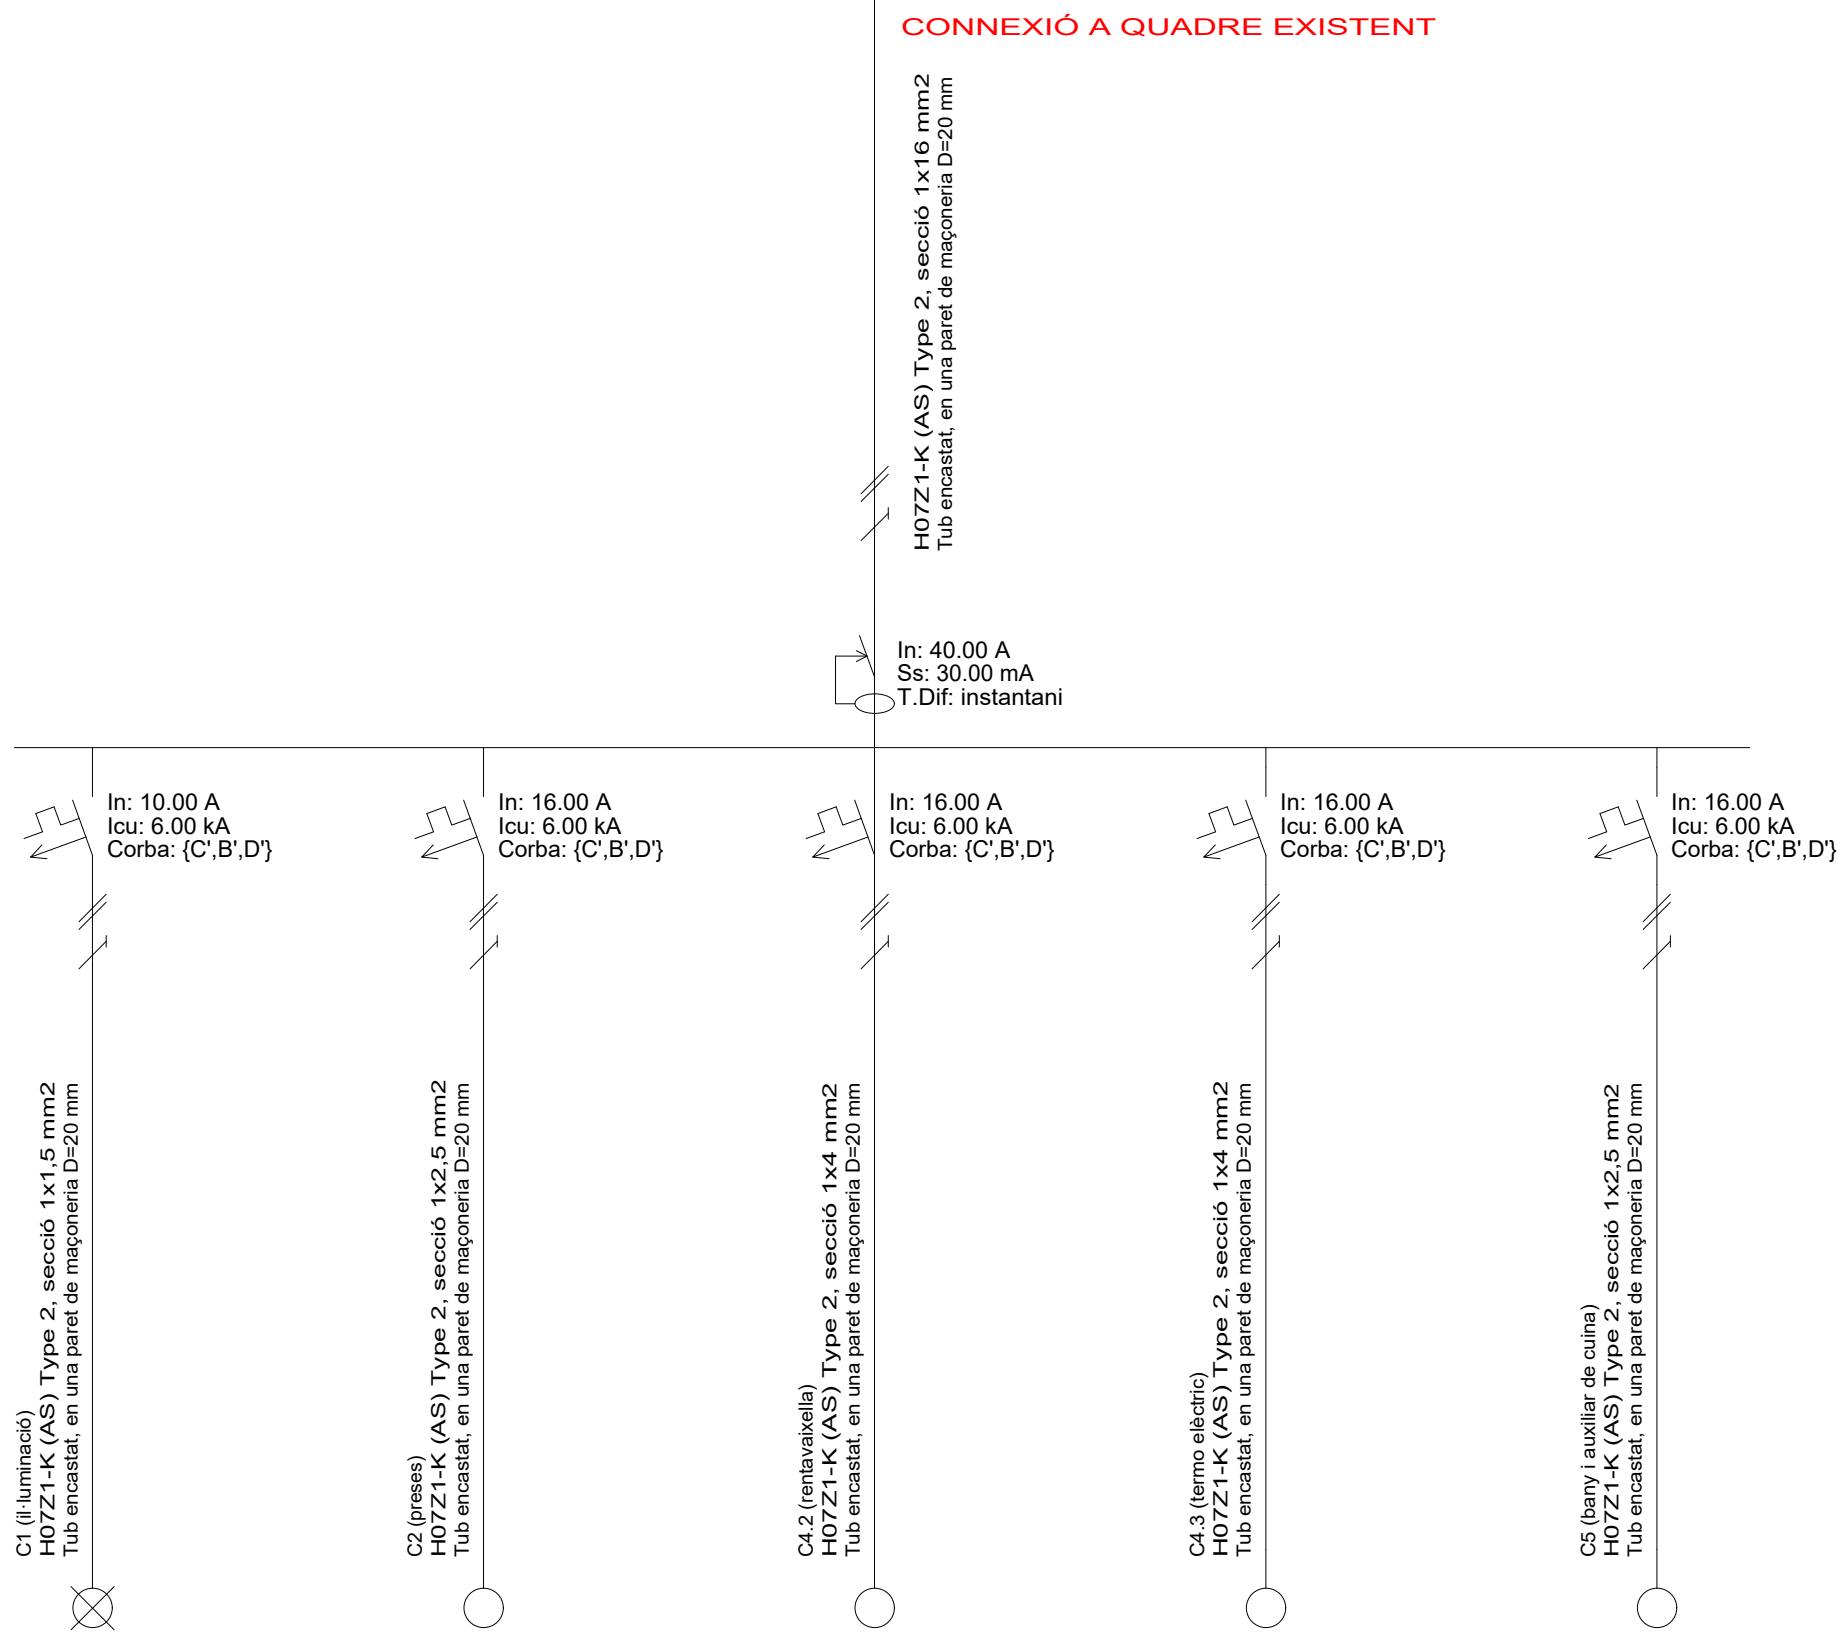 CONNEXIÓ A QUADRE EXISTENT
H07Z1-K (AS) Type 2, secció 1x16 mm2
Tub encastat, en una paret de maçoneria D=20 mm
In: 40.00 A
Ss: 30.00 mA
T.Dif: instantani
In: 10.00 A
Icu: 6.00 kA
Corba: {C',B',D'}
In: 16.00 A
Icu: 6.00 kA
Corba: {C',B',D'}
In: 16.00 A
Icu: 6.00 kA
Corba: {C',B',D'}
In: 16.00 A
Icu: 6.00 kA
Corba: {C',B',D'}
In: 16.00 A
Icu: 6.00 kA
Corba: {C',B',D'}
C1 (il·luminació)
H07Z1-K (AS) Type 2, secció 1x1,5 mm2
Tub encastat, en una paret de maçoneria D=20 mm
C2 (preses)
H07Z1-K (AS) Type 2, secció 1x2,5 mm2
Tub encastat, en una paret de maçoneria D=20 mm
C4.2 (rentavaixella)
H07Z1-K (AS) Type 2, secció 1x4 mm2
Tub encastat, en una paret de maçoneria D=20 mm
C4.3 (termo elèctric)
H07Z1-K (AS) Type 2, secció 1x4 mm2
Tub encastat, en una paret de maçoneria D=20 mm
C5 (bany i auxiliar de cuina)
H07Z1-K (AS) Type 2, secció 1x2,5 mm2
Tub encastat, en una paret de maçoneria D=20 mm